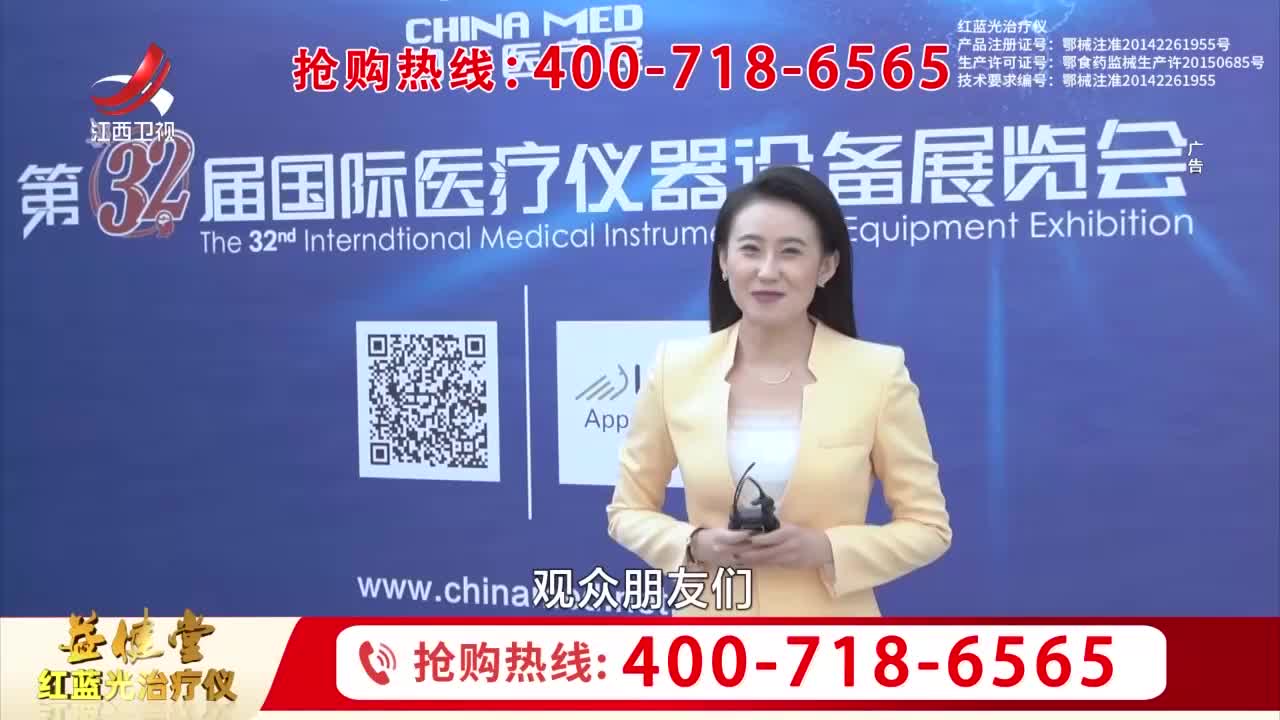 CHINA MED
抢购热线:400-718-6565
红蓝光治疗仪
产品注册证号：鄂械注准20142261955号
生产许可证号：鄂食药监械生产许20150685号
技术要求编号：鄂械注准20142261955
江西卫视
广告
第32届国际医疗仪器设备展览会
The 32nd Interndtional Medical Instrume Equipment Exhibition
App
www.china
观众朋友们
益健堂
红蓝光治疗仪
抢购热线:400-718-6565